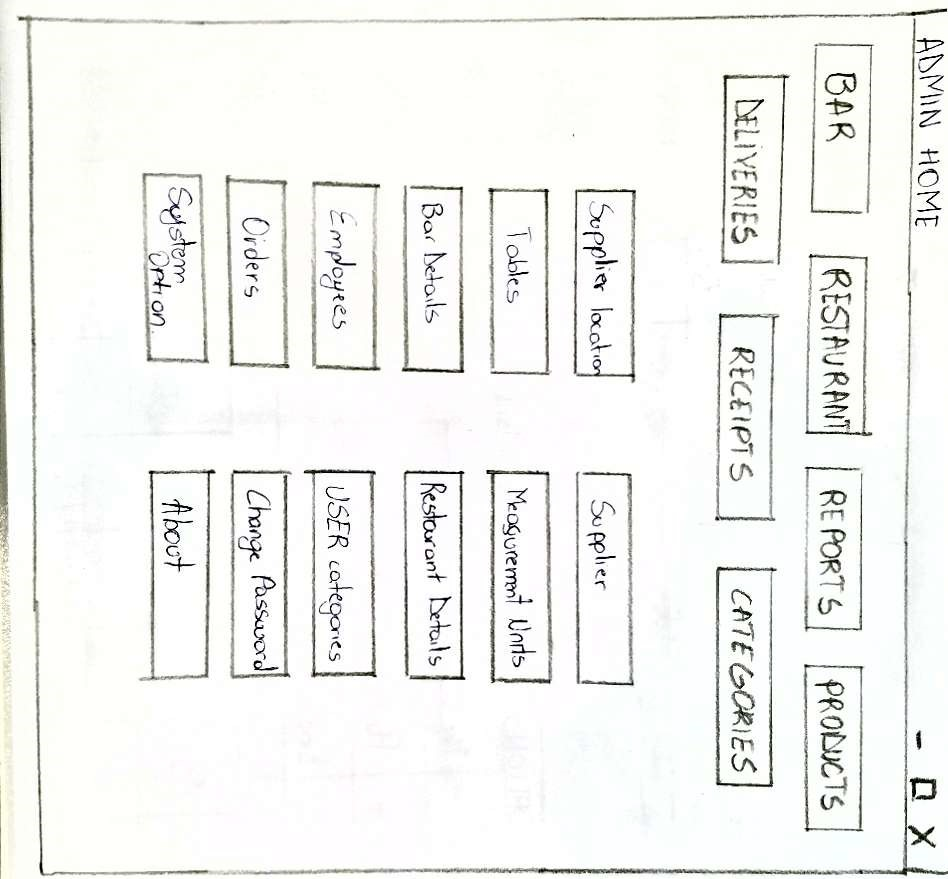 ADMIN HOME - □ X
BAR RESTAURANT REPORTS PRODUCTS
DELIVERIES RECEIPTS CATEGORIES
Supplier location Supplier
Tables Measurement Units
Bar Details Restaurant Details
Employees USER categories
Orders Change Password
System
Option.
About